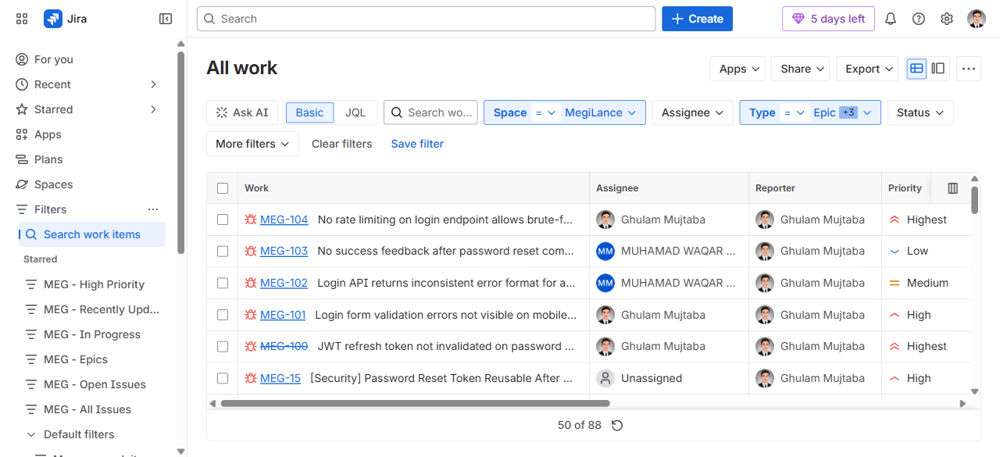 Jira
Search
Create
5 days left
For you
Recent
Starred
Apps
Plans
Spaces
Filters
Search work items
Starred
MEG - High Priority
MEG - Recently Upd...
MEG - In Progress
MEG - Epics
MEG - Open Issues
MEG - All Issues
Default filters
All work
Apps
Share
Export
Ask AI
Basic
JQL
Search wo...
Space = MegiLance
Assignee
Type = Epic +3
Status
More filters
Clear filters
Save filter
Work Assignee Reporter Priority
MEG-104 No rate limiting on login endpoint allows brute-f... Ghulam Mujtaba Ghulam Mujtaba Highest
MEG-103 No success feedback after password reset com... MM MUHAMAD WAQAR ... Ghulam Mujtaba Low
MEG-102 Login API returns inconsistent error format for a... MM MUHAMAD WAQAR ... Ghulam Mujtaba Medium
MEG-101 Login form validation errors not visible on mobile... Ghulam Mujtaba Ghulam Mujtaba High
MEG-100 JWT refresh token not invalidated on password ... Ghulam Mujtaba Ghulam Mujtaba Highest
MEG-15 [Security] Password Reset Token Reusable After ... Unassigned Ghulam Mujtaba High
50 of 88